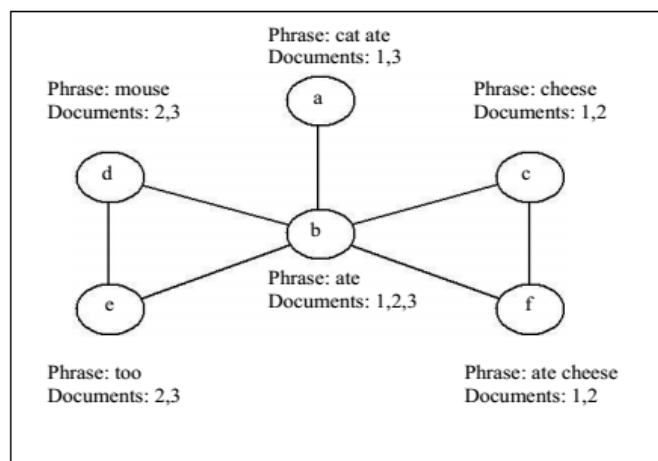 Phrase: cat ate
Documents: 1,3
a
Phrase: mouse
Documents: 2,3
Phrase: cheese
Documents: 1,2
d
c
b
Phrase: ate
Documents: 1,2,3
e
f
Phrase: too
Documents: 2,3
Phrase: ate cheese
Documents: 1,2